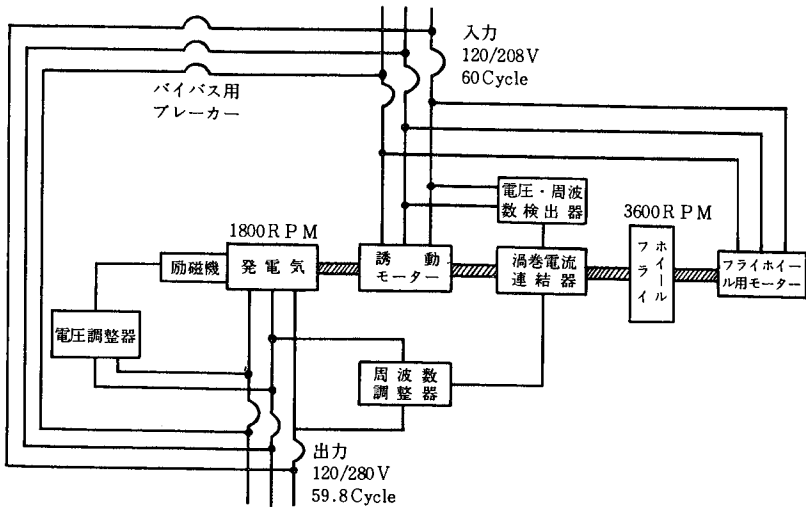 入力
120/208V
60Cycle
バイバス用
ブレーカー
電圧・周波
数検出器
1800RPM
3600RPM
励磁機
発電気
誘動
モーター
渦巻電流
連結器
フライ
ホイール
フライホイー
ル用モーター
電圧調整器
周波数
調整器
出力
120/280V
59.8Cycle